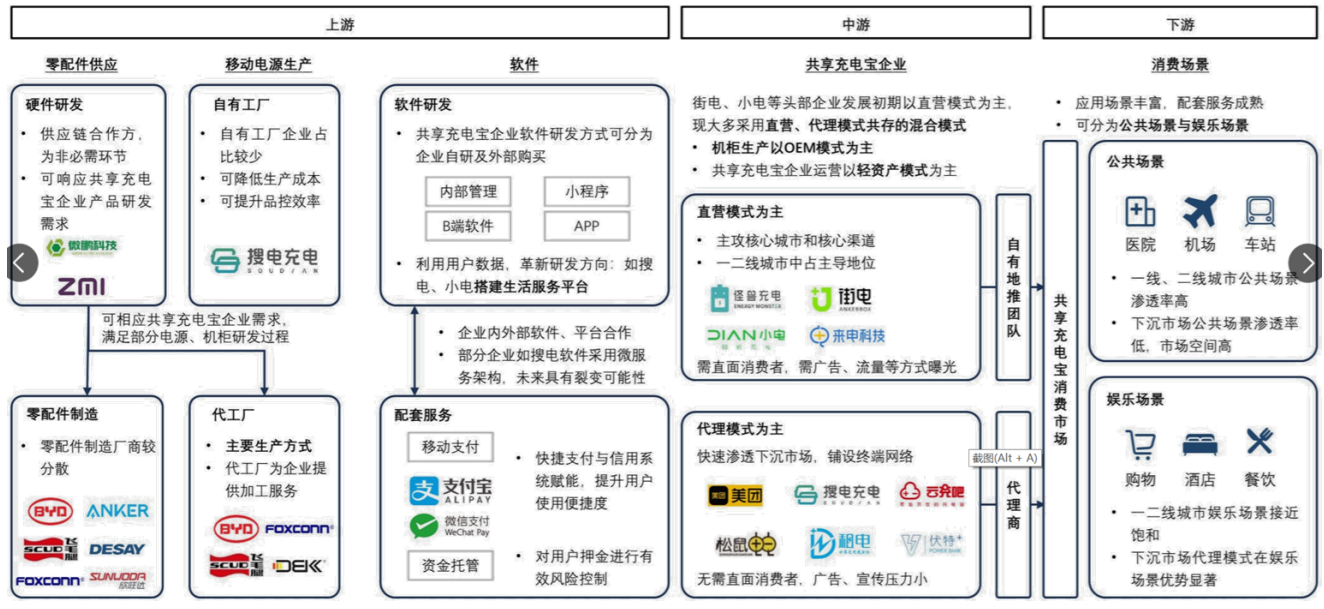 上游
中游
下游
零配件供应
移动电源生产
软件
共享充电宝企业
消费场景
硬件研发
• 供应链合作方，
为非必需环节
• 可响应共享充电
宝企业产品研发
需求
微鹏科技
ZMI
自有工厂
• 自有工厂企业占
比较少
• 可降低生产成本
• 可提升品控效率
搜电充电
SOUDIAN
可相应共享充电宝企业需求，
满足部分电源、机柜研发过程
零配件制造
• 零配件制造厂商较
分散
BYD
ANKER
SCUD 飞毛腿
DESAY
FOXCONN
SUNWODA
欣旺达
代工厂
• 主要生产方式
• 代工厂为企业提
供加工服务
BYD
FOXCONN
SCUD 飞毛腿
DEKK
软件研发
• 共享充电宝企业软件研发方式可分为
企业自研及外部购买
内部管理
小程序
B端软件
APP
• 利用用户数据，革新研发方向：如搜
电、小电搭建生活服务平台
• 企业内外部软件、平台合作
• 部分企业如搜电软件采用微服
务架构，未来具有裂变可能性
配套服务
移动支付
支 支付宝
ALIPAY
微信支付
WeChat Pay
资金托管
• 快捷支付与信用系
统赋能，提升用户
使用便捷度
• 对用户押金进行有
效风险控制
街电、小电等头部企业发展初期以直营模式为主，
现大多采用直营、代理模式共存的混合模式
• 机柜生产以OEM模式为主
• 共享充电宝企业运营以轻资产模式为主
直营模式为主
• 主攻核心城市和核心渠道
• 一二线城市中占主导地位
怪兽充电
ENERGY MONSTER
街电
ANKERBOX
DIAN小电
来电科技
需直面消费者，需广告、流量等方式曝光
自有地推团队
代理模式为主
快速渗透下沉市场，铺设终端网络
美团 美团
搜电充电
SOUDIAN
云充吧
松鼠
倍电
伏特+
POWER BANK
无需直面消费者，广告、宣传压力小
截图(Alt + A)
代理商
共享充电宝消费市场
• 应用场景丰富，配套服务成熟
• 可分为公共场景与娱乐场景
公共场景
医院
机场
车站
• 一线、二线城市公共场景
渗透率高
• 下沉市场公共场景渗透率
低，市场空间高
娱乐场景
购物
酒店
餐饮
• 一二线城市娱乐场景接近
饱和
• 下沉市场代理模式在娱乐
场景优势显著